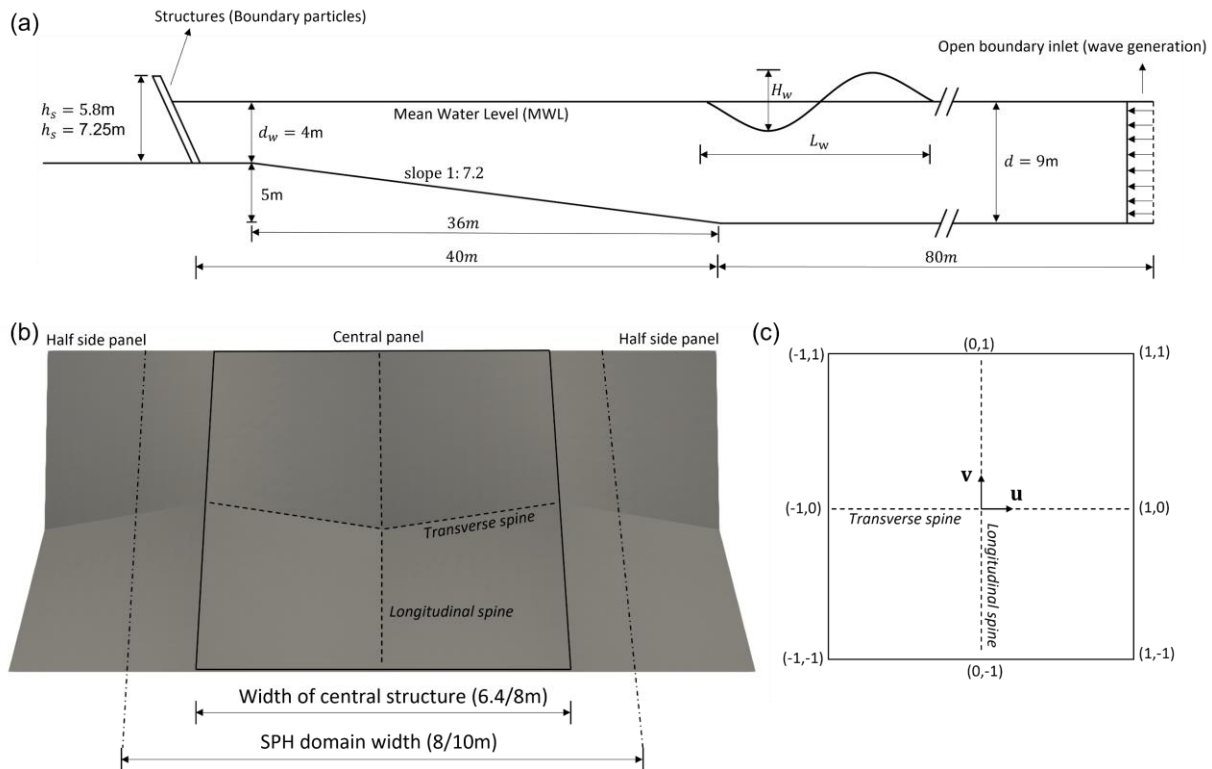 (a)
Structures (Boundary particles)
Open boundary inlet (wave generation)
h_s = 5.8m
h_s = 7.25m
d_w = 4m
Mean Water Level (MWL)
H_w
L_w
d = 9m
slope 1: 7.2
5m
36m
40m
80m
(b)
Half side panel
Central panel
Half side panel
Transverse spine
Longitudinal spine
Width of central structure (6.4/8m)
SPH domain width (8/10m)
(c)
(-1,1)
(0,1)
(1,1)
v
u
(-1,0)
Transverse spine
(1,0)
Longitudinal spine
(-1,-1)
(0,-1)
(1,-1)